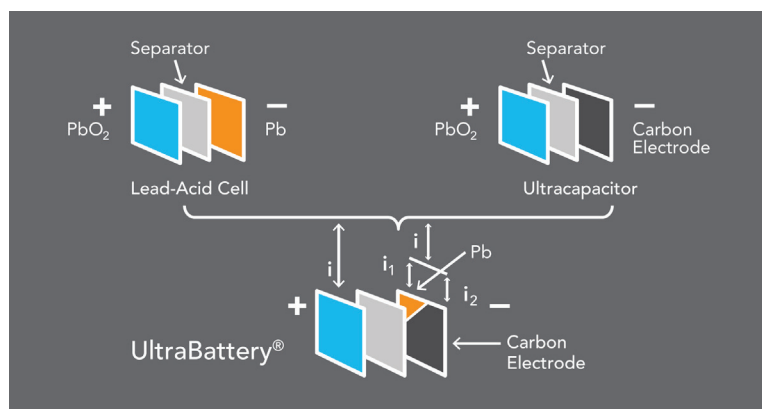 Separator
+
PbO₂
−
Pb
Lead-Acid Cell
Separator
+
PbO₂
−
Carbon
Electrode
Ultracapacitor
i
i
i₁
Pb
i₂
+
−
UltraBattery®
Carbon
Electrode